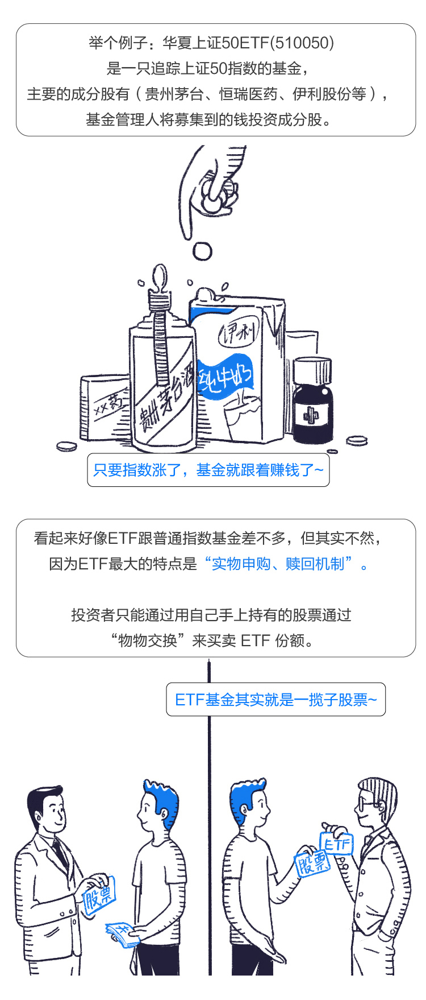 举个例子：华夏上证50ETF(510050)
是一只追踪上证50指数的基金，
主要的成分股有（贵州茅台、恒瑞医药、伊利股份等），
基金管理人将募集到的钱投资成分股。
伊利
纯牛奶
贵州茅台酒
XX药
只要指数涨了，基金就跟着赚钱了~
看起来好像ETF跟普通指数基金差不多，但其实不然，
因为ETF最大的特点是“实物申购、赎回机制”。
投资者只能通过用自己手上持有的股票通过
“物物交换”来买卖 ETF 份额。
ETF基金其实就是一揽子股票~
股票
股票
ETF